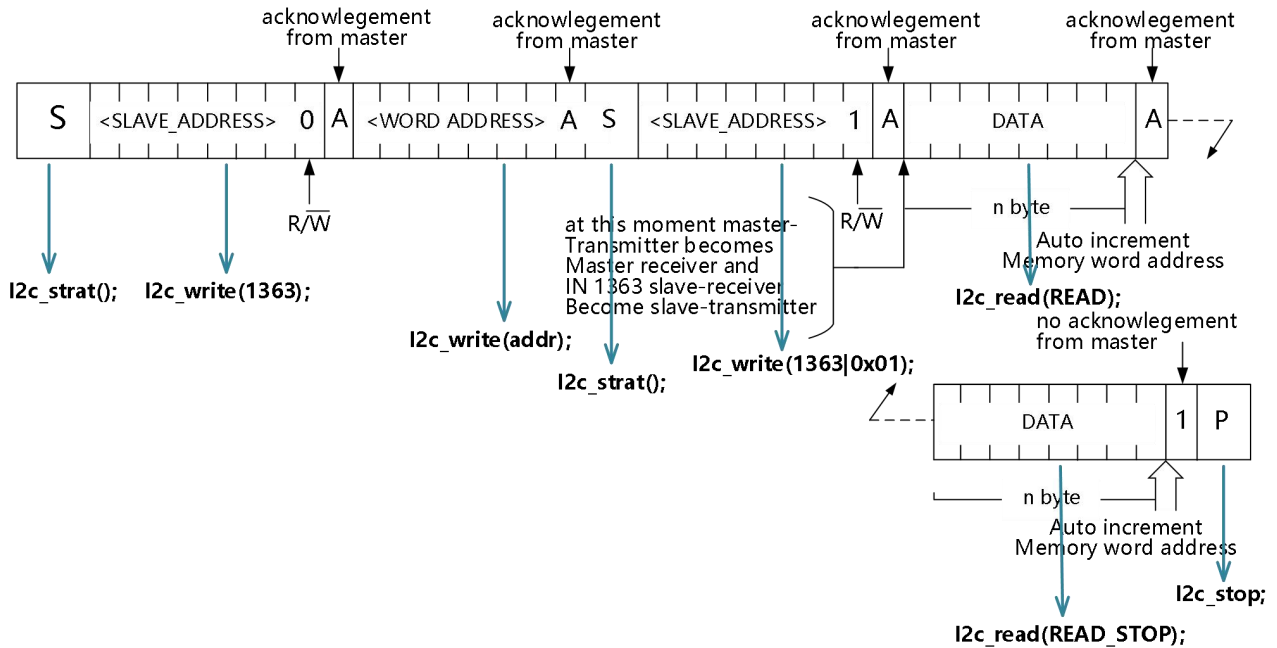 acknowlegement
from master
acknowlegement
from master
acknowlegement
from master
acknowlegement
from master
S <SLAVE_ADDRESS> 0 A <WORD ADDRESS> A S <SLAVE_ADDRESS> 1 A DATA A
R/W
R/W
n byte
at this moment master-
Transmitter becomes
Master receiver and
IN 1363 slave-receiver
Become slave-transmitter
Auto increment
Memory word address
I2c_strat();
I2c_write(1363);
I2c_read(READ);
I2c_write(addr);
I2c_strat();
I2c_write(1363|0x01);
no acknowlegement
from master
DATA 1 P
n byte
Auto increment
Memory word address
I2c_stop;
I2c_read(READ_STOP);